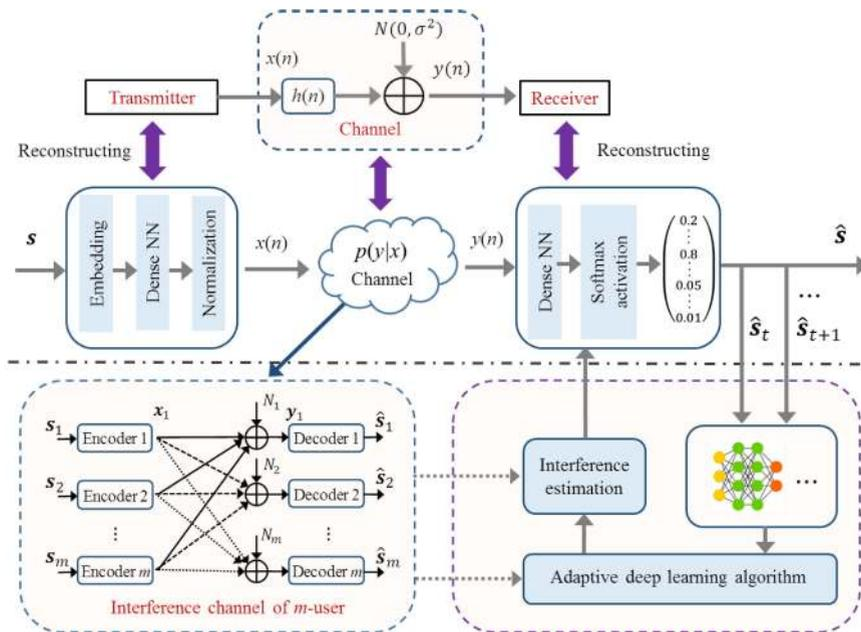 N(0, σ²)
x(n)
y(n)
Transmitter
h(n)
Receiver
Channel
Reconstructing
Reconstructing
s
Embedding
Dense NN
Normalization
x(n)
p(y|x)
Channel
y(n)
Dense NN
Softmax
activation
0.2
⋮
0.8
⋮
0.05
⋮
0.01
ŝ
ŝₜ
ŝₜ₊₁
...
s₁
Encoder 1
x₁
N₁
y₁
Decoder 1
ŝ₁
s₂
Encoder 2
N₂
Decoder 2
ŝ₂
⋮
⋮
sₘ
Encoder m
Nₘ
Decoder m
ŝₘ
Interference channel of m-user
Interference
estimation
...
Adaptive deep learning algorithm